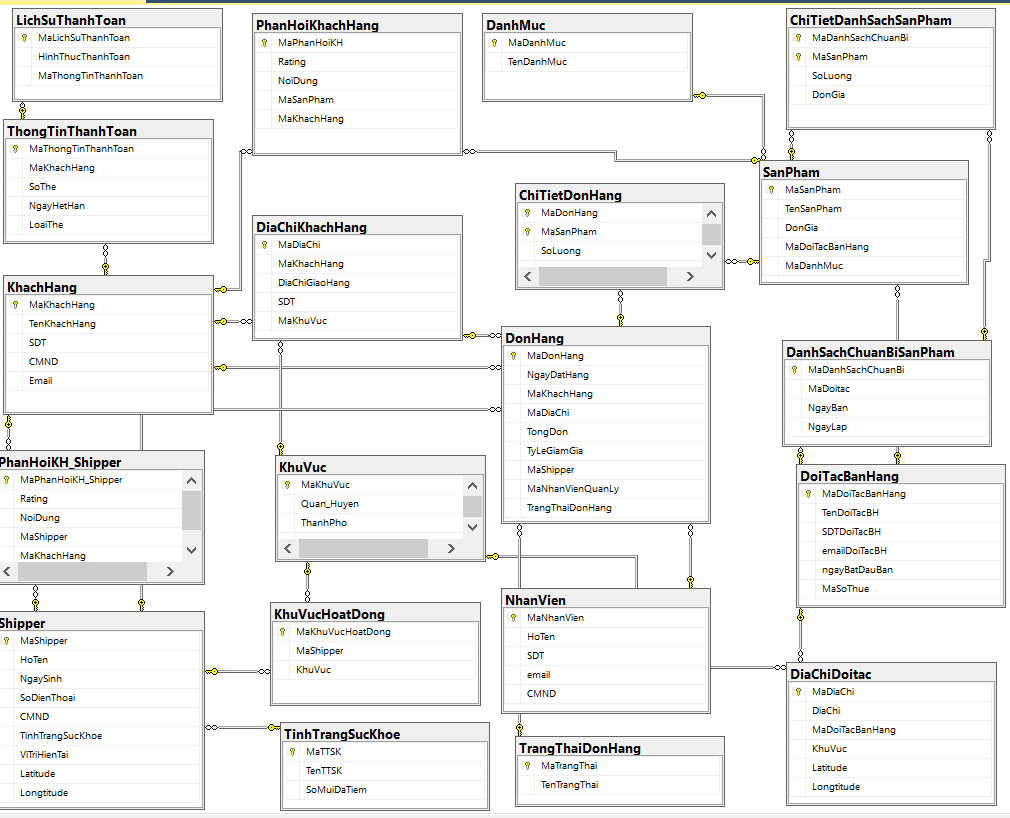 LichSuThanhToan
MaLichSuThanhToan
HinhThucThanhToan
MaThongTinThanhToan
PhanHoiKhachHang
MaPhanHoiKH
Rating
NoiDung
MaSanPham
MaKhachHang
DanhMuc
MaDanhMuc
TenDanhMuc
ChiTietDanhSachSanPham
MaDanhSachChuanBi
MaSanPham
SoLuong
DonGia
ThongTinThanhToan
MaThongTinThanhToan
MaKhachHang
SoThe
NgayHetHan
LoaiThe
SanPham
MaSanPham
TenSanPham
DonGia
MaDoiTacBanHang
MaDanhMuc
ChiTietDonHang
MaDonHang
MaSanPham
SoLuong
DiaChiKhachHang
MaDiaChi
MaKhachHang
DiaChiGiaoHang
SDT
MaKhuVuc
KhachHang
MaKhachHang
TenKhachHang
SDT
CMND
Email
DonHang
MaDonHang
NgayDatHang
MaKhachHang
MaDiaChi
TongDon
TyLeGiamGia
MaShipper
MaNhanVienQuanLy
TrangThaiDonHang
DanhSachChuanBiSanPham
MaDanhSachChuanBi
MaDoitac
NgayBan
NgayLap
PhanHoiKH_Shipper
MaPhanHoiKH_Shipper
Rating
NoiDung
MaShipper
MaKhachHang
KhuVuc
MaKhuVuc
Quan_Huyen
ThanhPho
DoiTacBanHang
MaDoiTacBanHang
TenDoiTacBH
SDTDoiTacBH
emailDoiTacBH
ngayBatDauBan
MaSoThue
Shipper
MaShipper
HoTen
NgaySinh
SoDienThoai
CMND
TinhTrangSucKhoe
ViTriHienTai
Latitude
Longtitude
KhuVucHoatDong
MaKhuVucHoatDong
MaShipper
KhuVuc
NhanVien
MaNhanVien
HoTen
SDT
email
CMND
DiaChiDoitac
MaDiaChi
DiaChi
MaDoiTacBanHang
KhuVuc
Latitude
Longtitude
TinhTrangSucKhoe
MaTTSK
TenTTSK
SoMuiDaTiem
TrangThaiDonHang
MaTrangThai
TenTrangThai